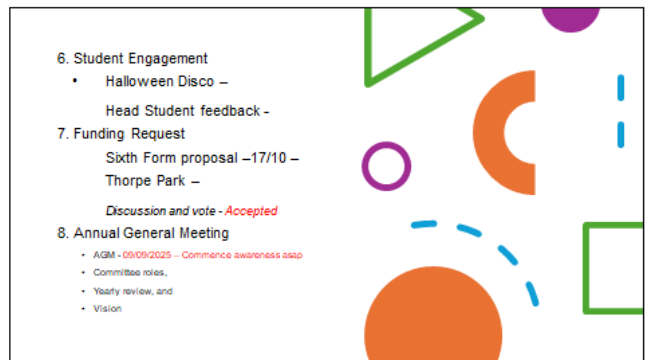 6. Student Engagement
• Halloween Disco –
Head Student feedback -
7. Funding Request
Sixth Form proposal –17/10 –
Thorpe Park –
Discussion and vote - Accepted
8. Annual General Meeting
• AGM - 09/09/2025 – Commence awareness asap
• Committee roles,
• Yearly review, and
• Vision